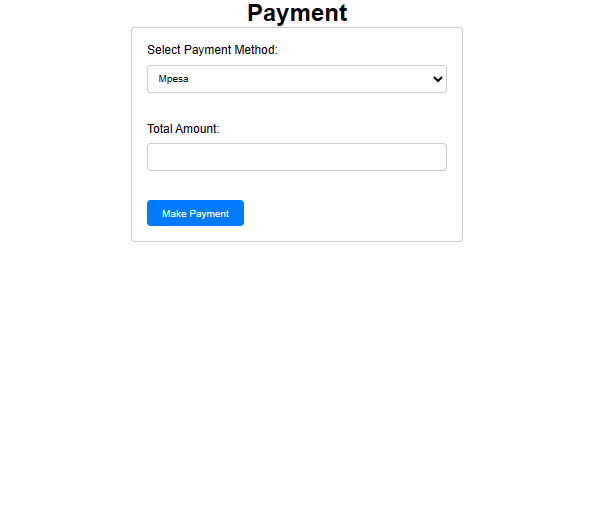 Payment
Select Payment Method:
Mpesa
Total Amount:
Make Payment